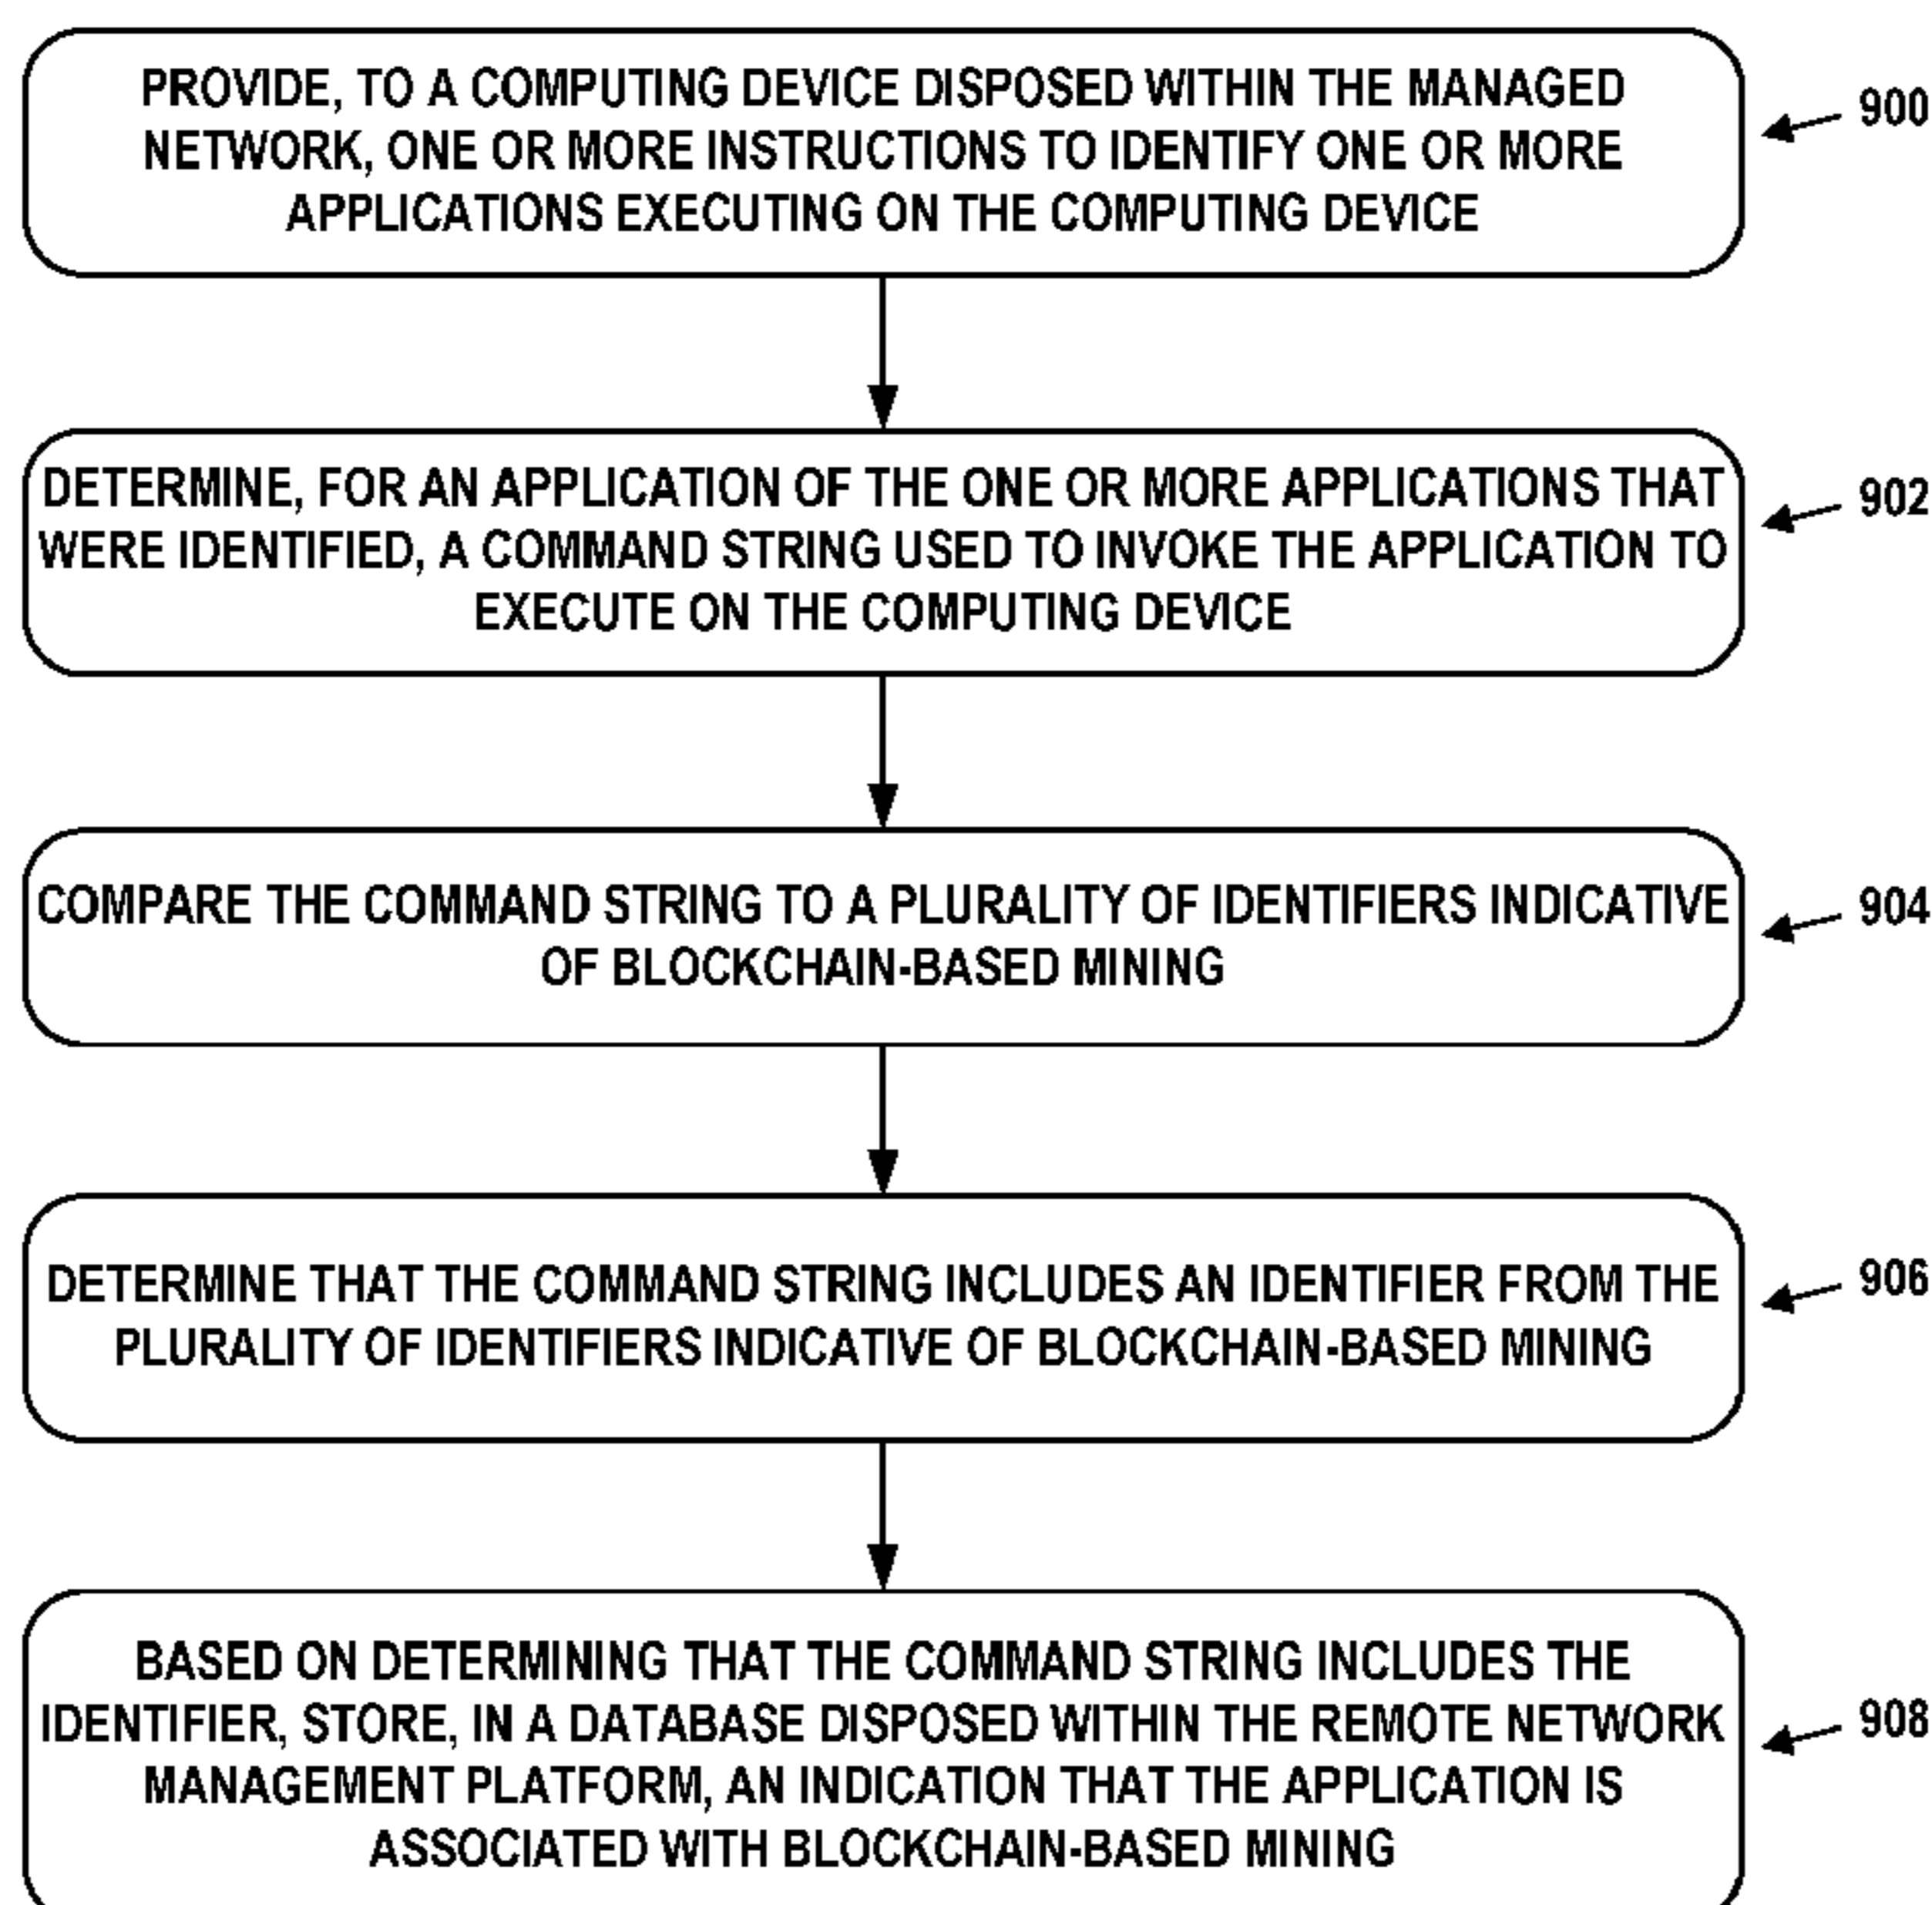 PROVIDE, TO A COMPUTING DEVICE DISPOSED WITHIN THE MANAGED
NETWORK, ONE OR MORE INSTRUCTIONS TO IDENTIFY ONE OR MORE
APPLICATIONS EXECUTING ON THE COMPUTING DEVICE
900
DETERMINE, FOR AN APPLICATION OF THE ONE OR MORE APPLICATIONS THAT
WERE IDENTIFIED, A COMMAND STRING USED TO INVOKE THE APPLICATION TO
EXECUTE ON THE COMPUTING DEVICE
902
COMPARE THE COMMAND STRING TO A PLURALITY OF IDENTIFIERS INDICATIVE
OF BLOCKCHAIN-BASED MINING
904
DETERMINE THAT THE COMMAND STRING INCLUDES AN IDENTIFIER FROM THE
PLURALITY OF IDENTIFIERS INDICATIVE OF BLOCKCHAIN-BASED MINING
906
BASED ON DETERMINING THAT THE COMMAND STRING INCLUDES THE
IDENTIFIER, STORE, IN A DATABASE DISPOSED WITHIN THE REMOTE NETWORK
MANAGEMENT PLATFORM, AN INDICATION THAT THE APPLICATION IS
ASSOCIATED WITH BLOCKCHAIN-BASED MINING
908